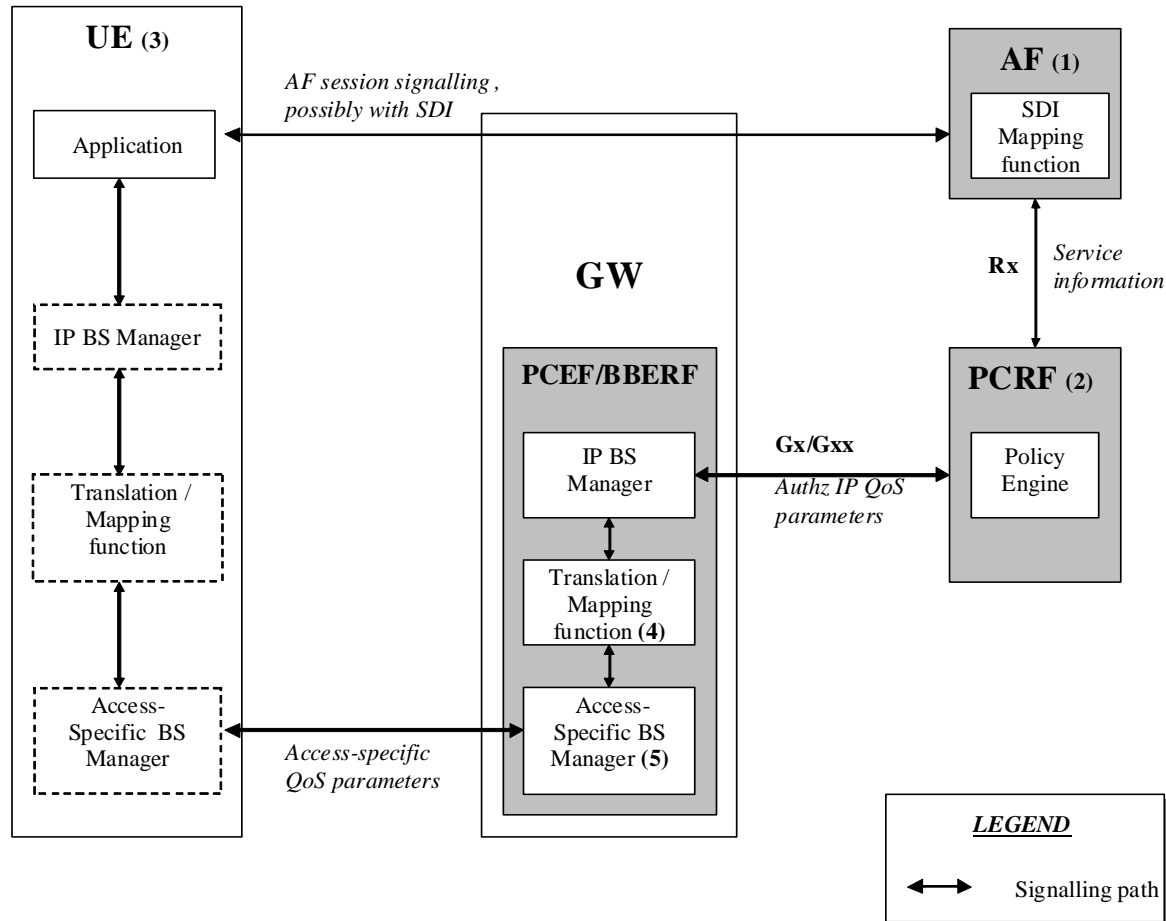 UE (3)
AF (1)
AF session signalling ,
possibly with SDI
SDI
Mapping
function
Application
GW
Rx
Service
information
IP BS Manager
PCEF/BBERF
PCRF (2)
Gx/Gxx
IP BS
Manager
Policy
Engine
Authz IP QoS
parameters
Translation /
Mapping
function
Translation /
Mapping
function (4)
Access-
Specific BS
Manager
Access-
Specific BS
Manager (5)
Access-specific
QoS parameters
LEGEND
Signalling path